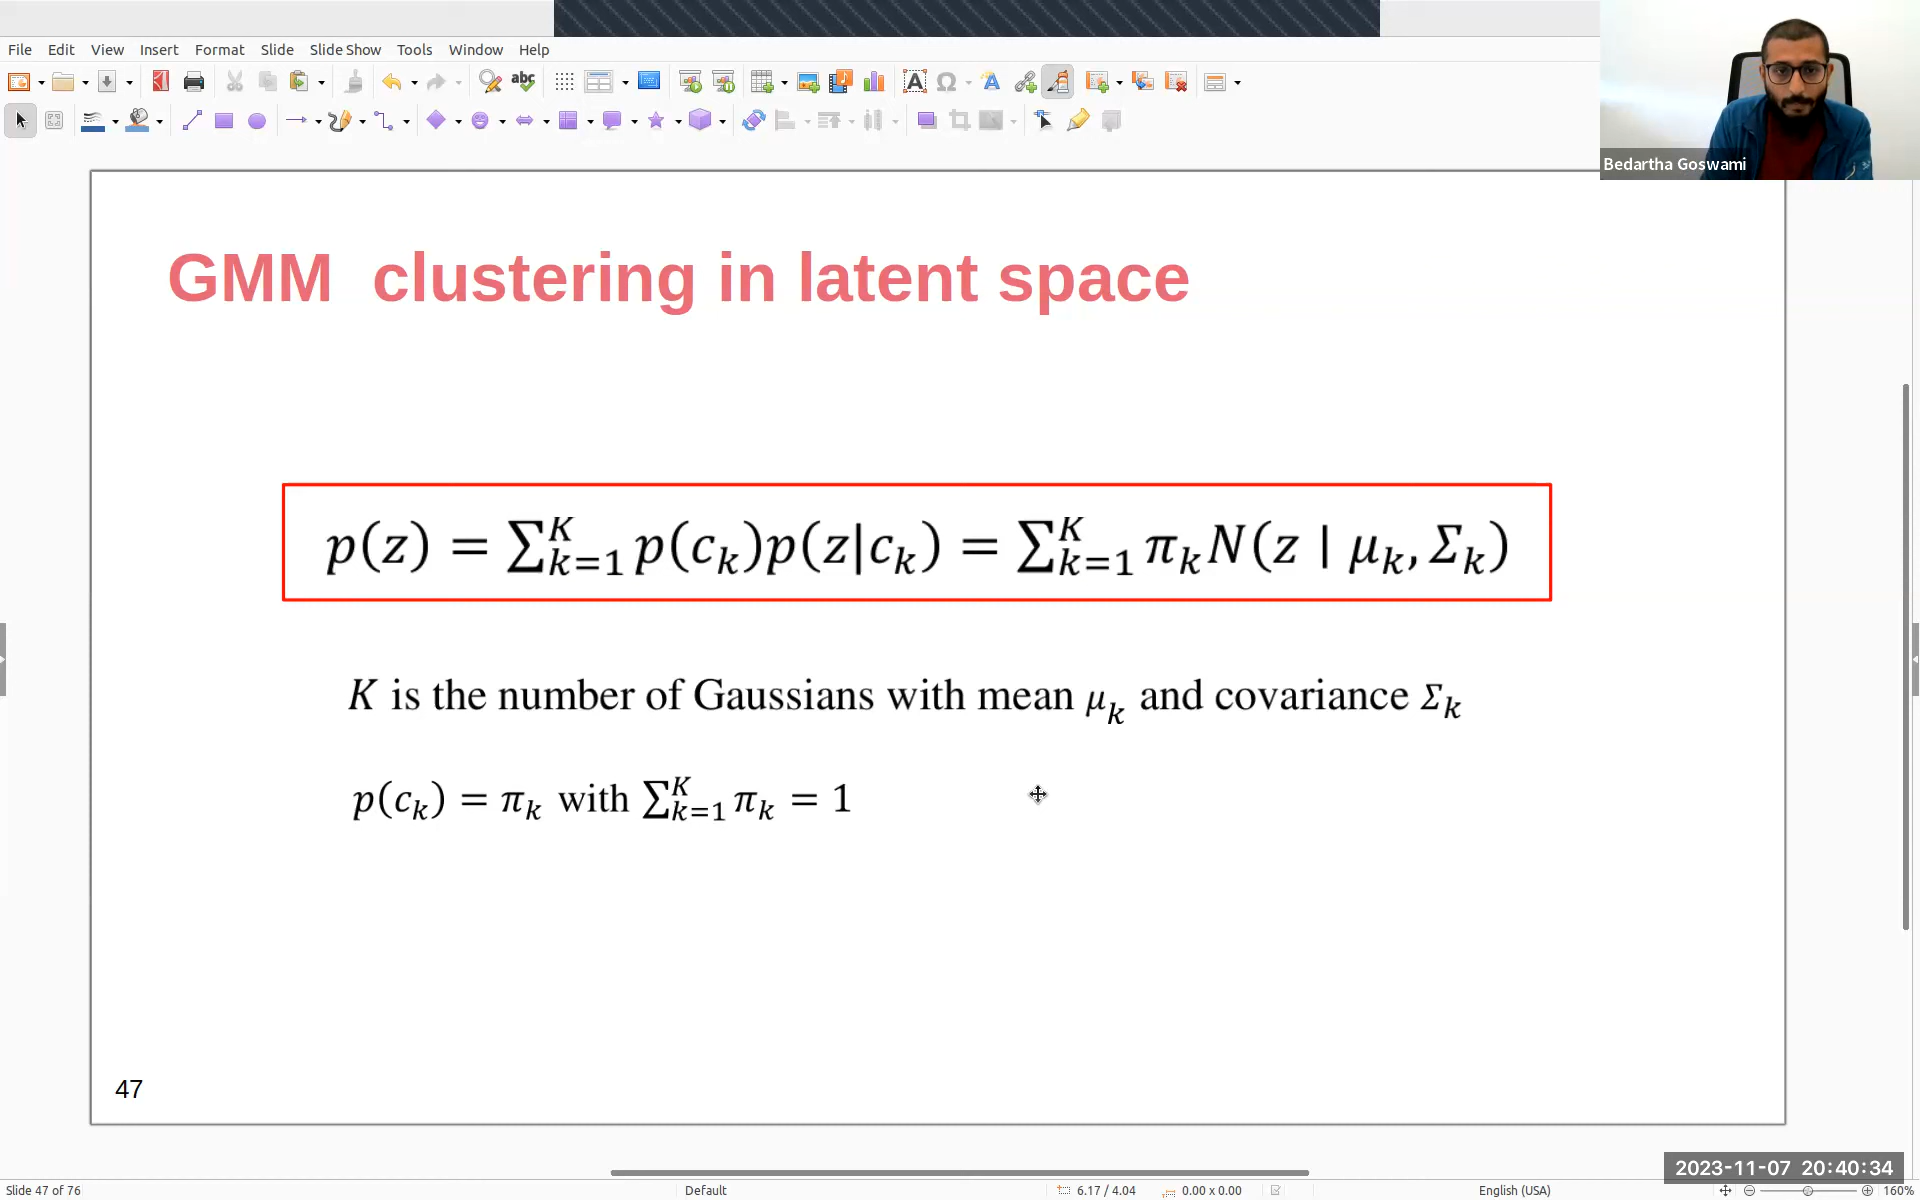 File Edit View Insert Format Slide Slide Show Tools Window Help
Bedartha Goswami
GMM clustering in latent space
p(z) = ∑_{k=1}^{K} p(c_k)p(z|c_k) = ∑_{k=1}^{K} π_k N(z | μ_k, Σ_k)
K is the number of Gaussians with mean μ_k and covariance Σ_k
p(c_k) = π_k with ∑_{k=1}^{K} π_k = 1
47
2023-11-07 20:40:34
Slide 47 of 76 Default 6.17 / 4.04 0.00 x 0.00 English (USA) 160%